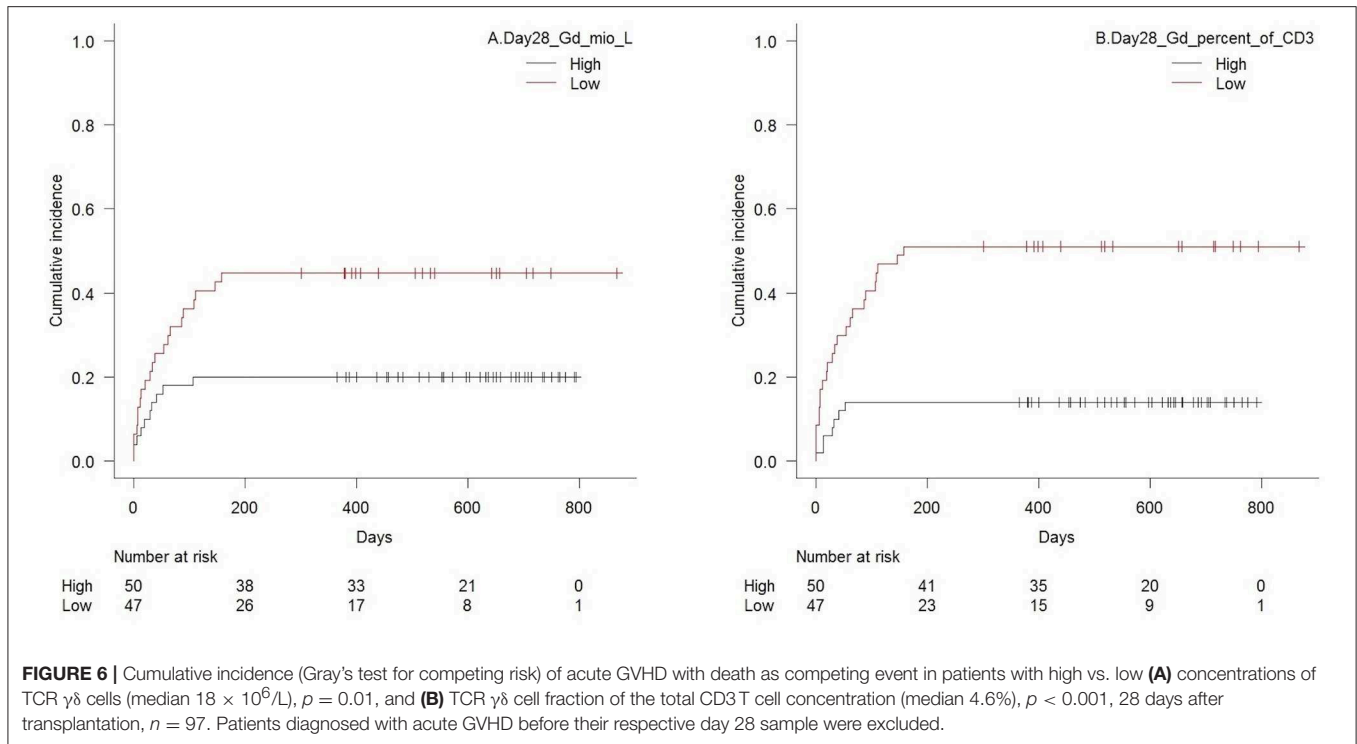 A.Day28_Gd_mio_L
High
Low
1.0
0.8
0.6
0.4
0.2
0.0
Cumulative incidence
0 200 400 600 800
Days
Number at risk
High 50 38 33 21 0
Low 47 26 17 8 1
B.Day28_Gd_percent_of_CD3
High
Low
1.0
0.8
0.6
0.4
0.2
0.0
Cumulative incidence
0 200 400 600 800
Days
Number at risk
High 50 41 35 20 0
Low 47 23 15 9 1
FIGURE 6 | Cumulative incidence (Gray's test for competing risk) of acute GVHD with death as competing event in patients with high vs. low (A) concentrations of
TCR γδ cells (median 18 × 10⁶/L), p = 0.01, and (B) TCR γδ cell fraction of the total CD3 T cell concentration (median 4.6%), p < 0.001, 28 days after
transplantation, n = 97. Patients diagnosed with acute GVHD before their respective day 28 sample were excluded.